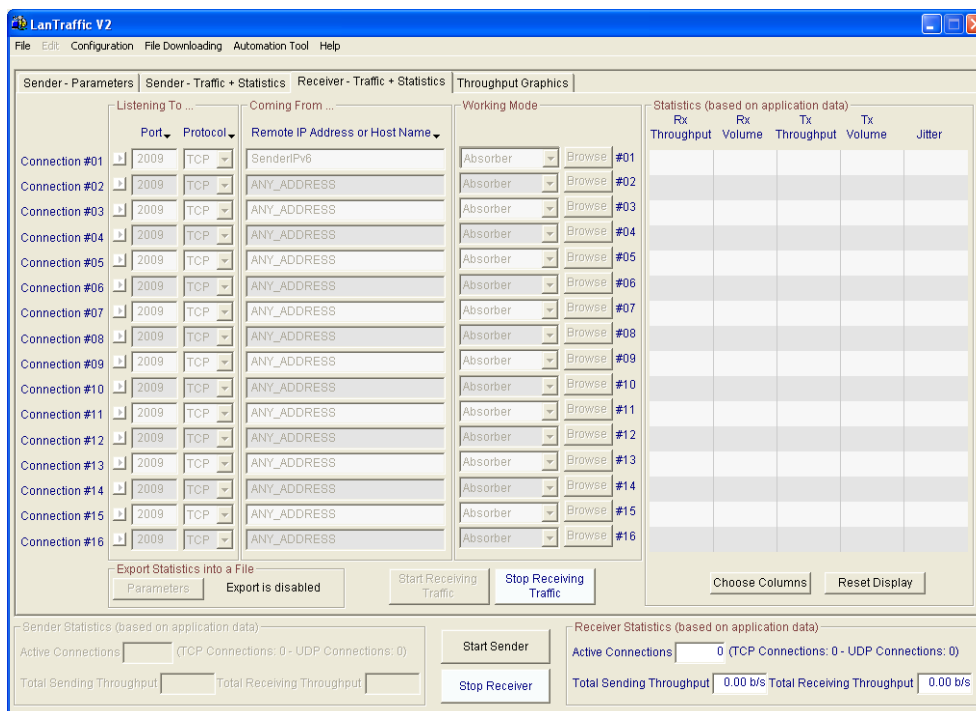 LanTraffic V2
File Edit Configuration File Downloading Automation Tool Help
Sender - Parameters Sender - Traffic + Statistics Receiver - Traffic + Statistics Throughput Graphics
Listening To ... Coming From ... Working Mode Statistics (based on application data)
Rx Throughput Rx Volume Tx Throughput Tx Volume Jitter
Port Protocol Remote IP Address or Host Name
Connection #01 2009 TCP SenderIPv6 Absorber Browse #01
Connection #02 2009 TCP ANY_ADDRESS Absorber Browse #02
Connection #03 2009 TCP ANY_ADDRESS Absorber Browse #03
Connection #04 2009 TCP ANY_ADDRESS Absorber Browse #04
Connection #05 2009 TCP ANY_ADDRESS Absorber Browse #05
Connection #06 2009 TCP ANY_ADDRESS Absorber Browse #06
Connection #07 2009 TCP ANY_ADDRESS Absorber Browse #07
Connection #08 2009 TCP ANY_ADDRESS Absorber Browse #08
Connection #09 2009 TCP ANY_ADDRESS Absorber Browse #09
Connection #10 2009 TCP ANY_ADDRESS Absorber Browse #10
Connection #11 2009 TCP ANY_ADDRESS Absorber Browse #11
Connection #12 2009 TCP ANY_ADDRESS Absorber Browse #12
Connection #13 2009 TCP ANY_ADDRESS Absorber Browse #13
Connection #14 2009 TCP ANY_ADDRESS Absorber Browse #14
Connection #15 2009 TCP ANY_ADDRESS Absorber Browse #15
Connection #16 2009 TCP ANY_ADDRESS Absorber Browse #16
Export Statistics into a File
Parameters Export is disabled
Start Receiving Traffic
Stop Receiving Traffic
Choose Columns Reset Display
Sender Statistics (based on application data)
Active Connections (TCP Connections: 0 - UDP Connections: 0)
Total Sending Throughput Total Receiving Throughput
Start Sender
Stop Receiver
Receiver Statistics (based on application data)
Active Connections 0 (TCP Connections: 0 - UDP Connections: 0)
Total Sending Throughput 0.00 b/s Total Receiving Throughput 0.00 b/s